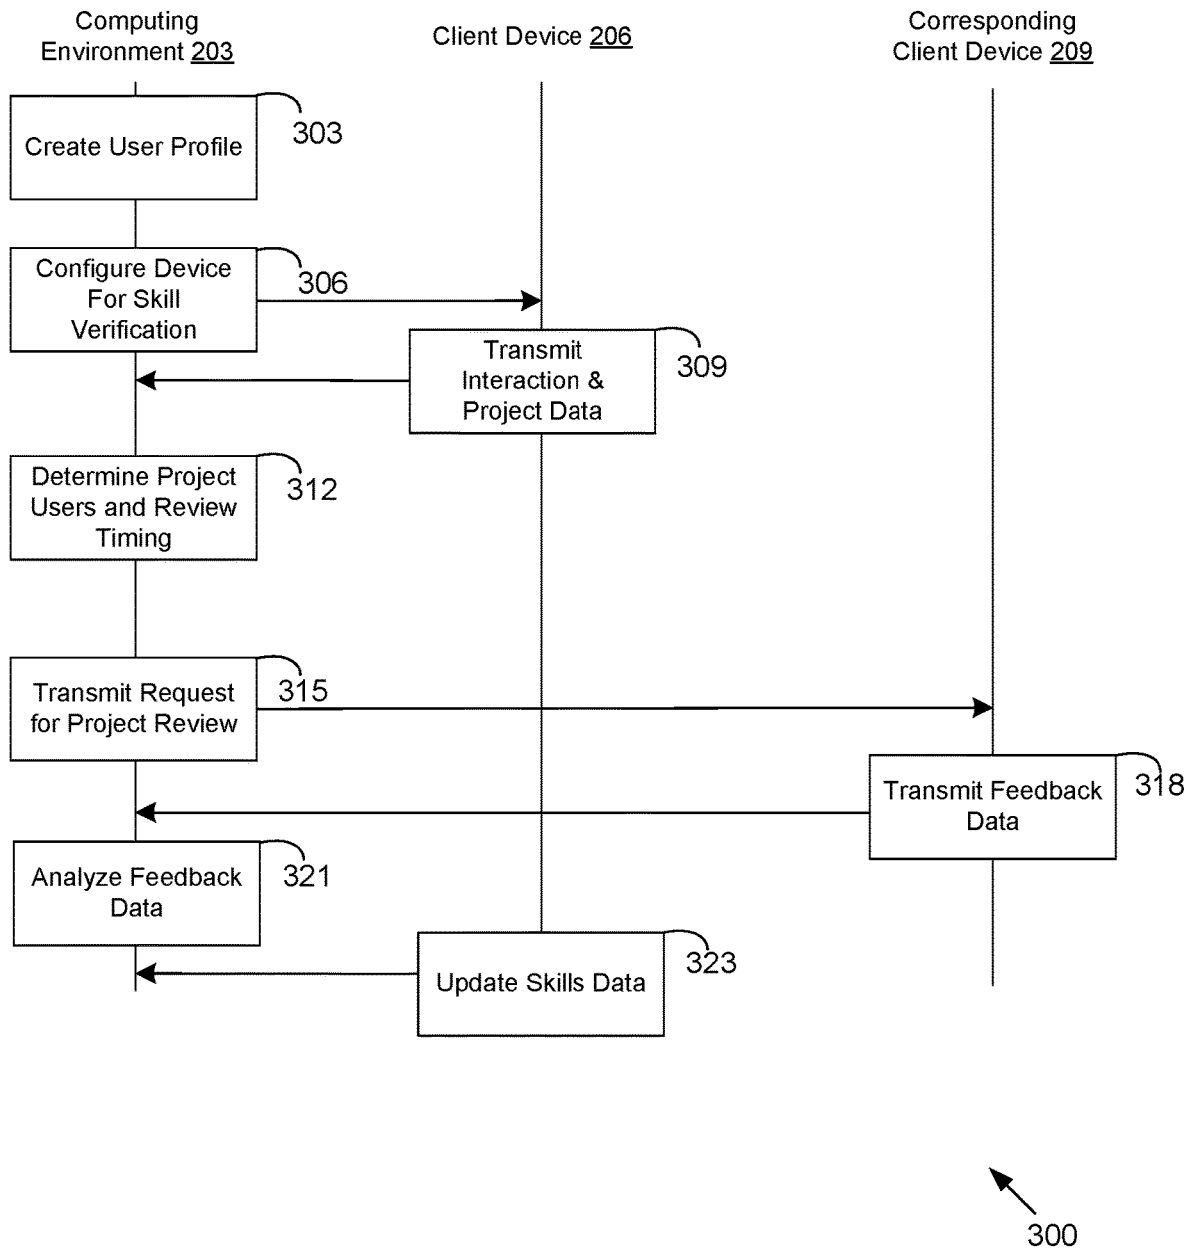 Computing
Environment 203
Client Device 206
Corresponding
Client Device 209
Create User Profile
303
Configure Device
For Skill
Verification
306
Transmit
Interaction &
Project Data
309
Determine Project
Users and Review
Timing
312
Transmit Request
for Project Review
315
Transmit Feedback
Data
318
Analyze Feedback
Data
321
Update Skills Data
323
300